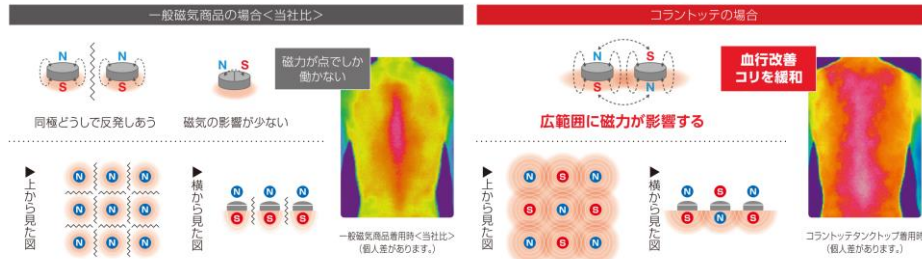 一般磁気商品の場合<当社比>
N
N
S
S
N
S
磁力が点でしか
働かない
同極どうしで反発しあう
磁気の影響が少ない
▶上から見た図
N
N
N
N
N
N
N
N
N
▶横から見た図
N
N
N
S
S
S
一般磁気商品着用時<当社比>
(個人差があります。)
コラントッテの場合
N
S
S
N
血行改善
コリを緩和
広範囲に磁力が影響する
▶上から見た図
N
S
N
S
N
S
N
S
N
▶横から見た図
N
S
N
S
N
S
コラントッテタンクトップ着用時
(個人差があります。)